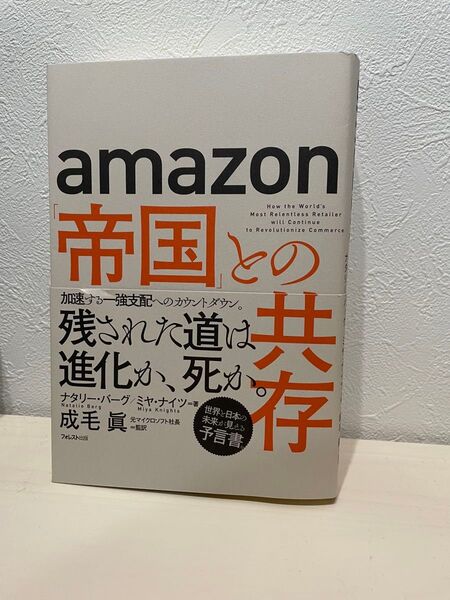 amazon
How the World's
Most Relentless Retailer
will Continue
to Revolutionize Commerce
「帝国」との
共存
加速する一強支配へのカウントダウン。
残された道は
進化か、死か。
ナタリー・バーグ/ミヤ・ナイツ=著
Natalie Berg Miya Knights
成毛 眞 元マイクロソフト社長
=監訳
フォレスト出版
世界と日本の
未来が見える
予言書